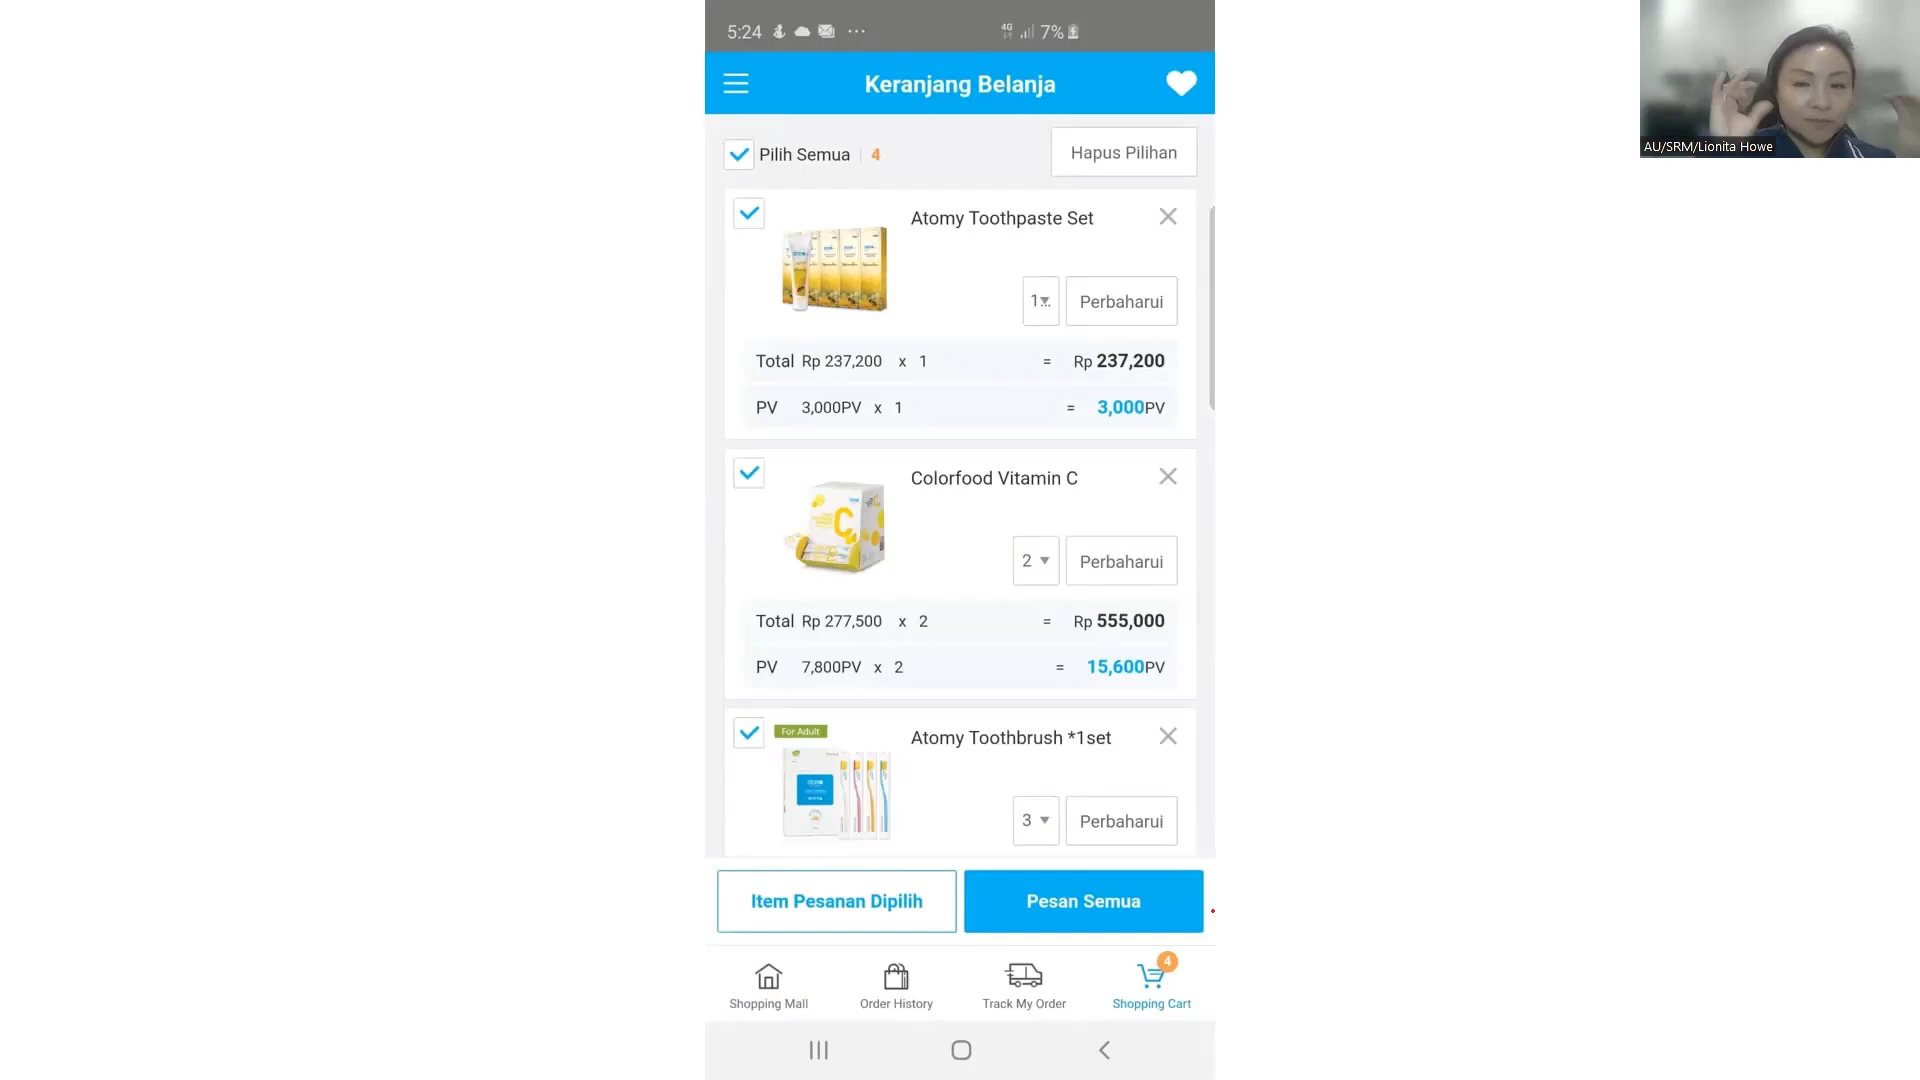 5:24 ... 4G 7%
Keranjang Belanja
Pilih Semua 4 Hapus Pilihan
Atomy Toothpaste Set
1... Perbaharui
Total Rp 237,200 x 1 = Rp 237,200
PV 3,000PV x 1 = 3,000PV
Colorfood Vitamin C
C
2 Perbaharui
Total Rp 277,500 x 2 = Rp 555,000
PV 7,800PV x 2 = 15,600PV
For Adult
Atomy Toothbrush *1set
3 Perbaharui
Item Pesanan Dipilih Pesan Semua
4
Shopping Mall Order History Track My Order Shopping Cart
AU/SRM/Lionita Howe